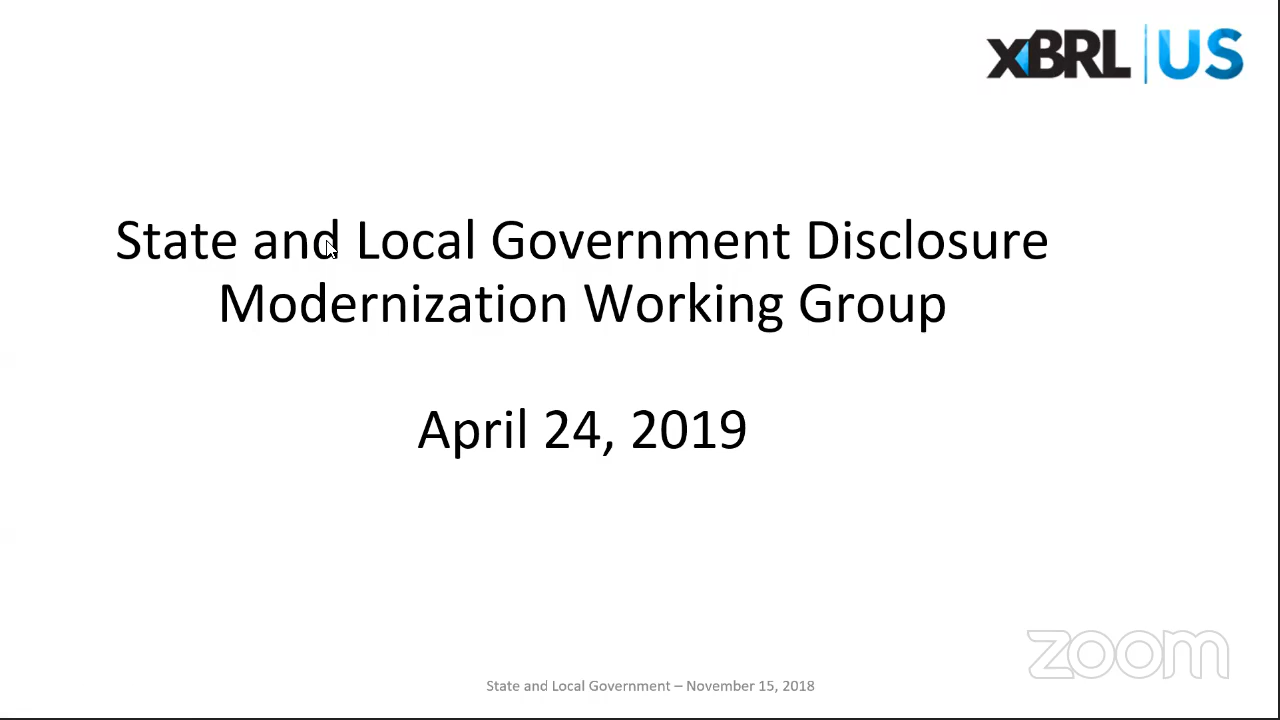 XBRL US
State and Local Government Disclosure
Modernization Working Group
April 24, 2019
zoom
State and Local Government – November 15, 2018